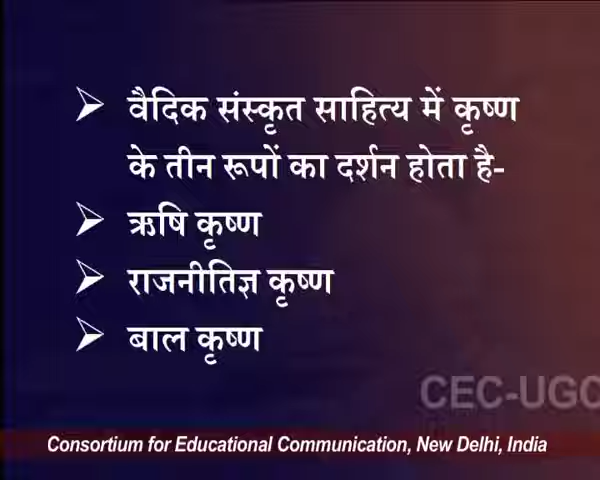 वैदिक संस्कृत साहित्य में कृष्ण
के तीन रूपों का दर्शन होता है-
ऋषि कृष्ण
राजनीतिज्ञ कृष्ण
बाल कृष्ण
CEC-UGC
Consortium for Educational Communication, New Delhi, India